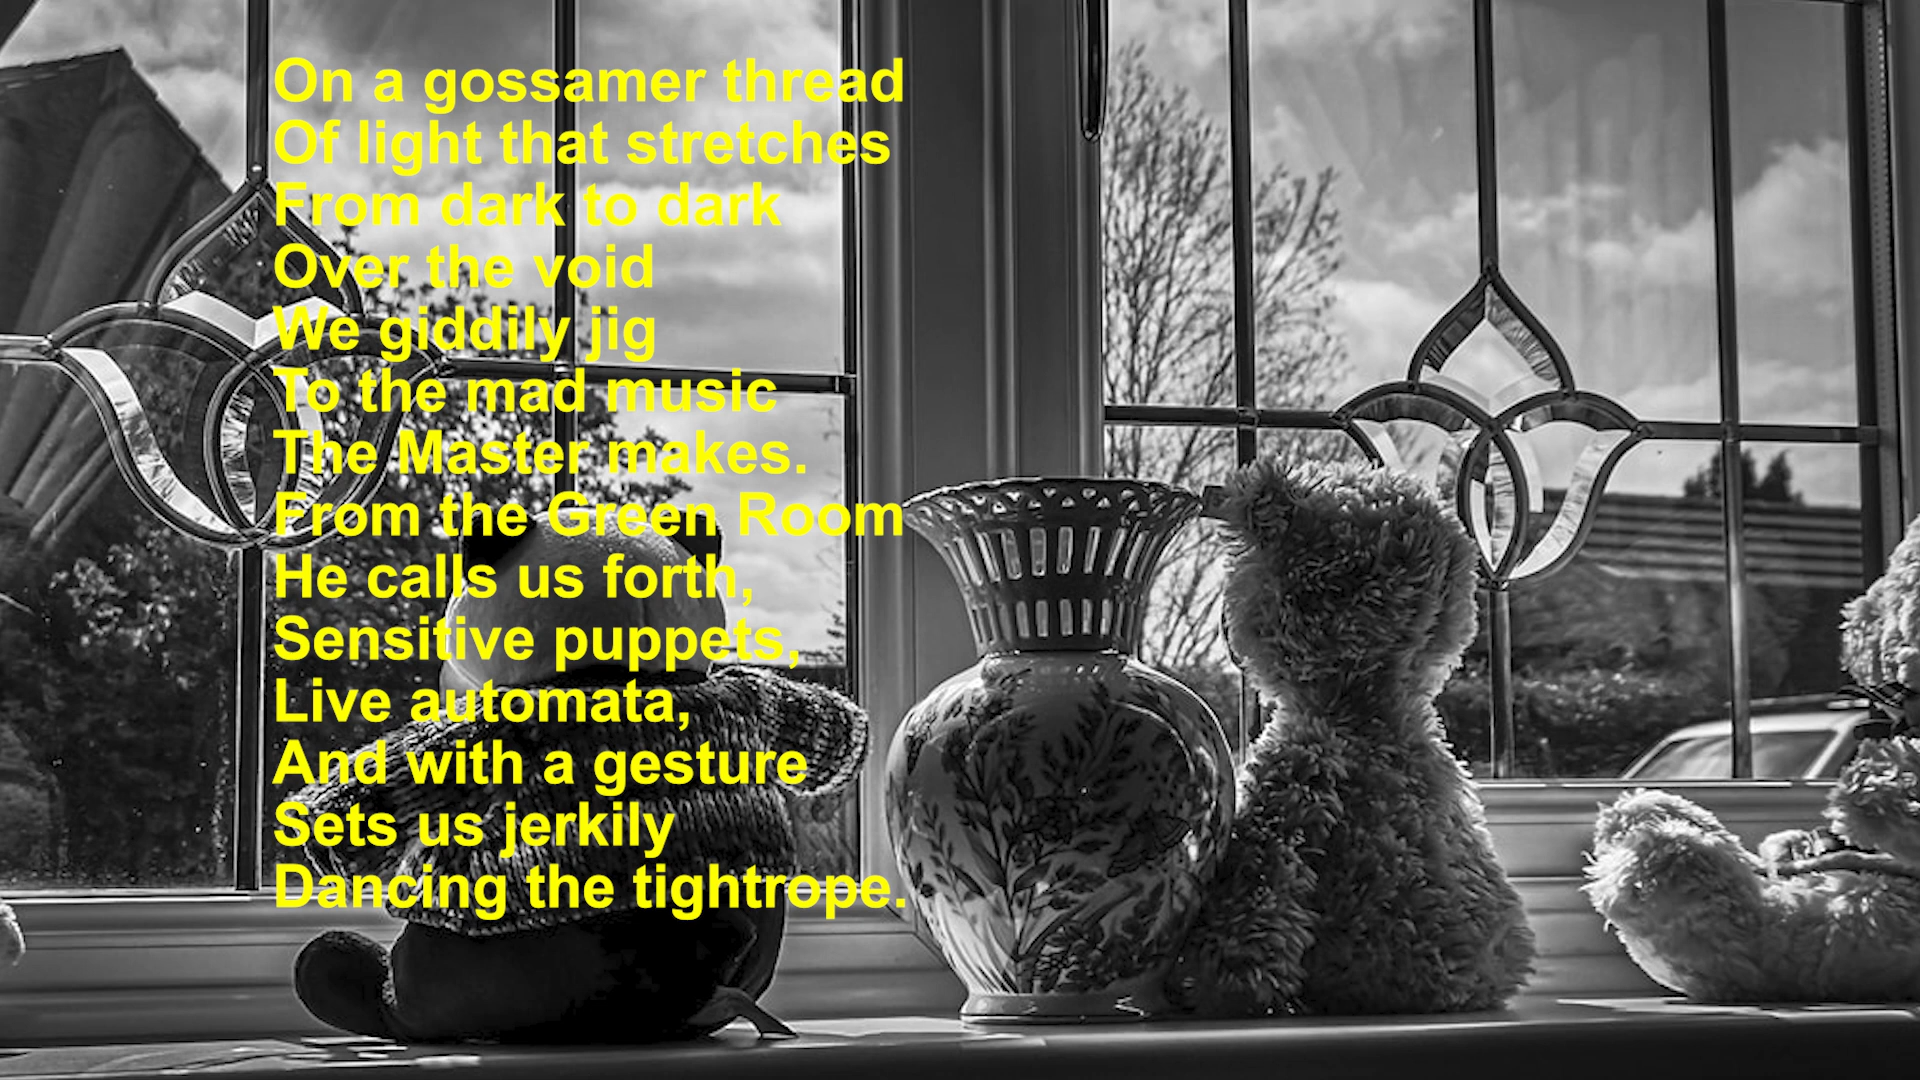 On a gossamer thread
Of light that stretches
From dark to dark
Over the void
We giddily jig
To the mad music
The Master makes.
From the Green Room
He calls us forth,
Sensitive puppets,
Live automata,
And with a gesture
Sets us jerkily
Dancing the tightrope.